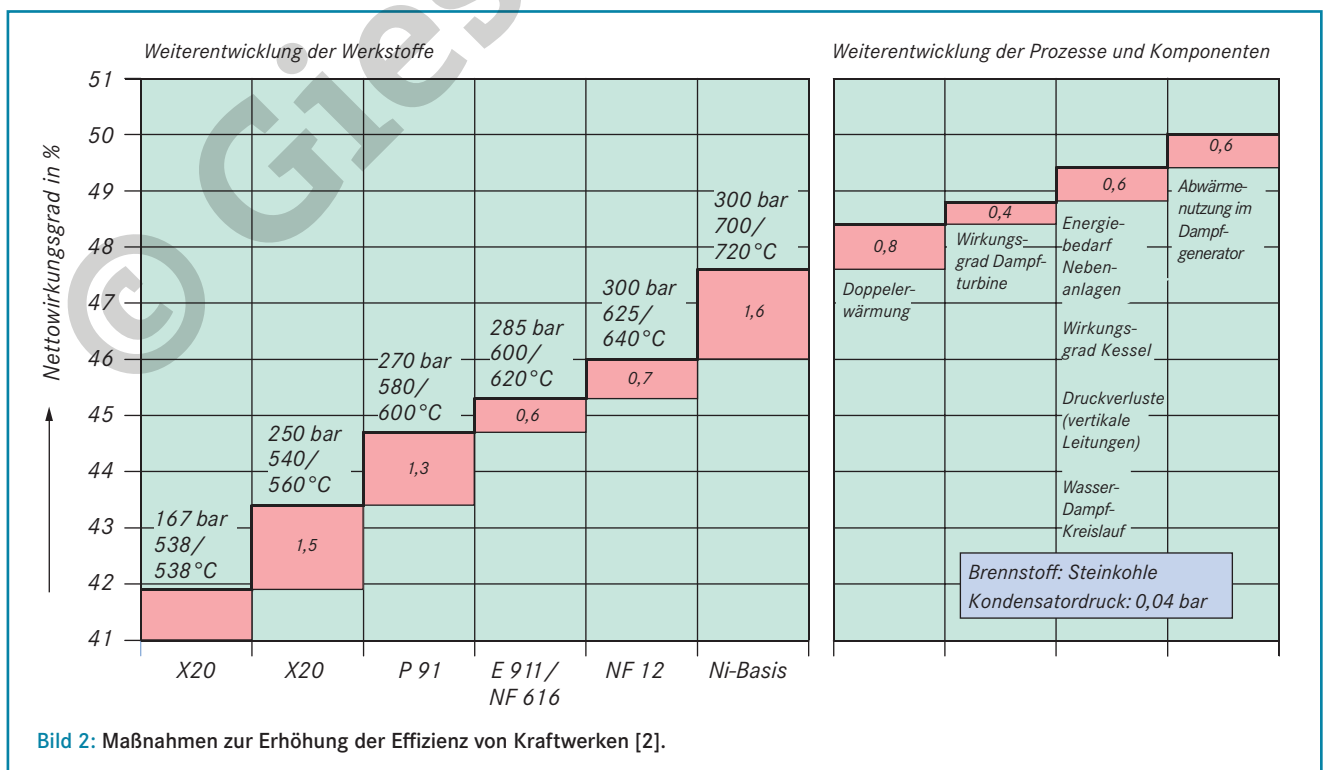 Weiterentwicklung der Werkstoffe
Nettowirkungsgrad in %
51
50
49
48
47
46
45
44
43
42
41
167 bar
538/
538°C
250 bar
540/
560°C
1,5
270 bar
580/
600°C
1,3
285 bar
600/
620°C
0,6
300 bar
625/
640°C
0,7
300 bar
700/
720°C
1,6
X20
X20
P 91
E 911/
NF 616
NF 12
Ni-Basis
Weiterentwicklung der Prozesse und Komponenten
0,8
Doppeler-
wärmung
0,4
Wirkungs-
grad Dampf-
turbine
0,6
Energie-
bedarf
Neben-
anlagen
Wirkungs-
grad Kessel
Druckverluste
(vertikale
Leitungen)
Wasser-
Dampf-
Kreislauf
0,6
Abwärme-
nutzung im
Dampf-
generator
Brennstoff: Steinkohle
Kondensatordruck: 0,04 bar
Bild 2: Maßnahmen zur Erhöhung der Effizienz von Kraftwerken [2].
© Gies